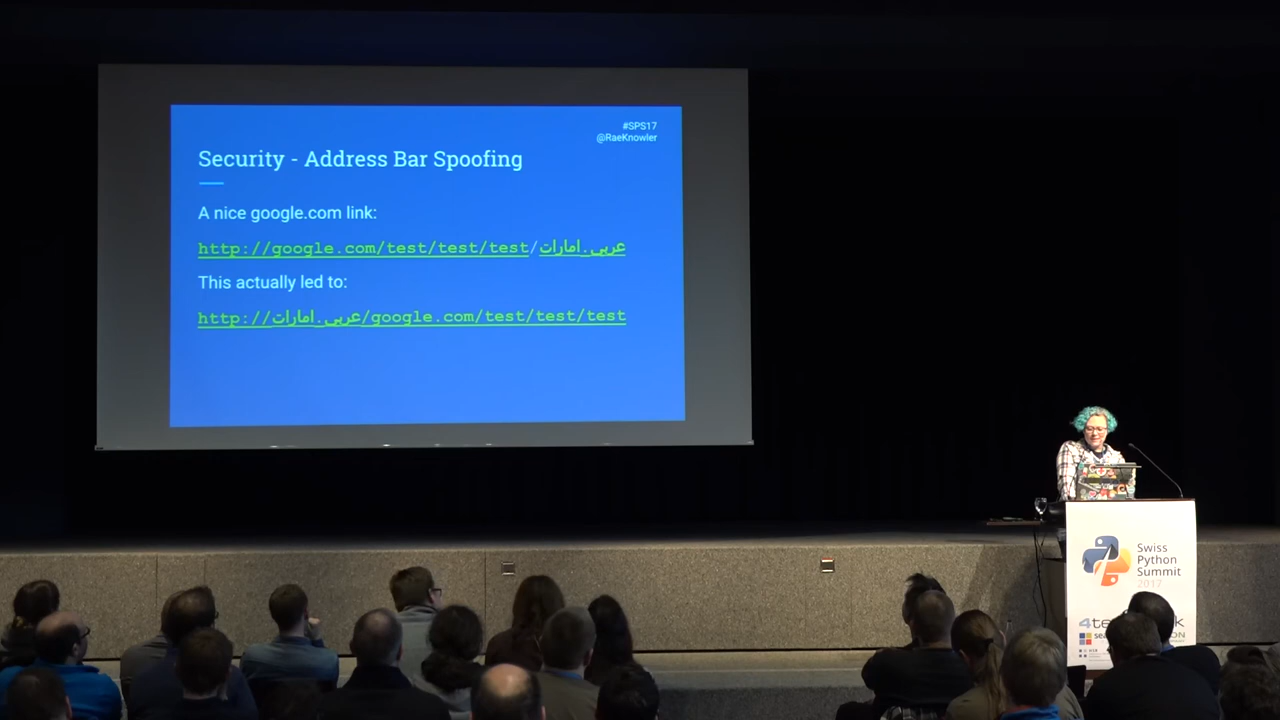 #SPS17
@RaeKnowler
Security - Address Bar Spoofing
A nice google.com link:
http://google.com/test/test/test/عربي.امارات
This actually led to:
http://عربي.امارات/google.com/test/test/test
Swiss
Python
Summit
2017